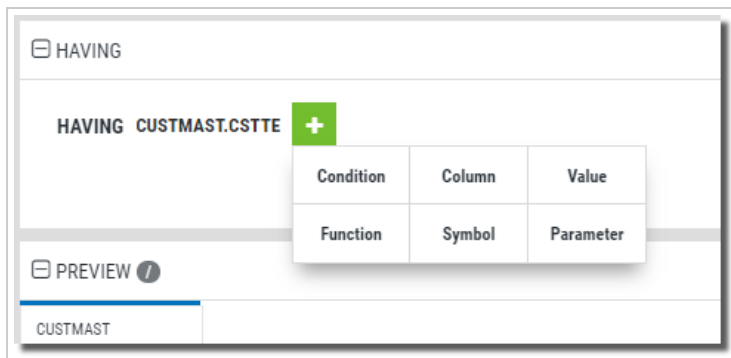 HAVING
HAVING CUSTMAST.CSTTE +
Condition Column Value
Function Symbol Parameter
PREVIEW
CUSTMAST